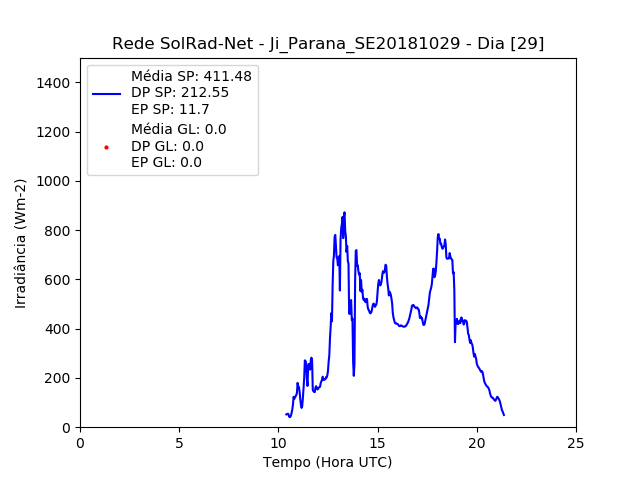 Rede SolRad-Net - Ji_Parana_SE20181029 - Dia [29]
Média SP: 411.48
DP SP: 212.55
EP SP: 11.7
Média GL: 0.0
DP GL: 0.0
EP GL: 0.0
Irradiância (Wm-2)
1400
1200
1000
800
600
400
200
0
0 5 10 15 20 25
Tempo (Hora UTC)